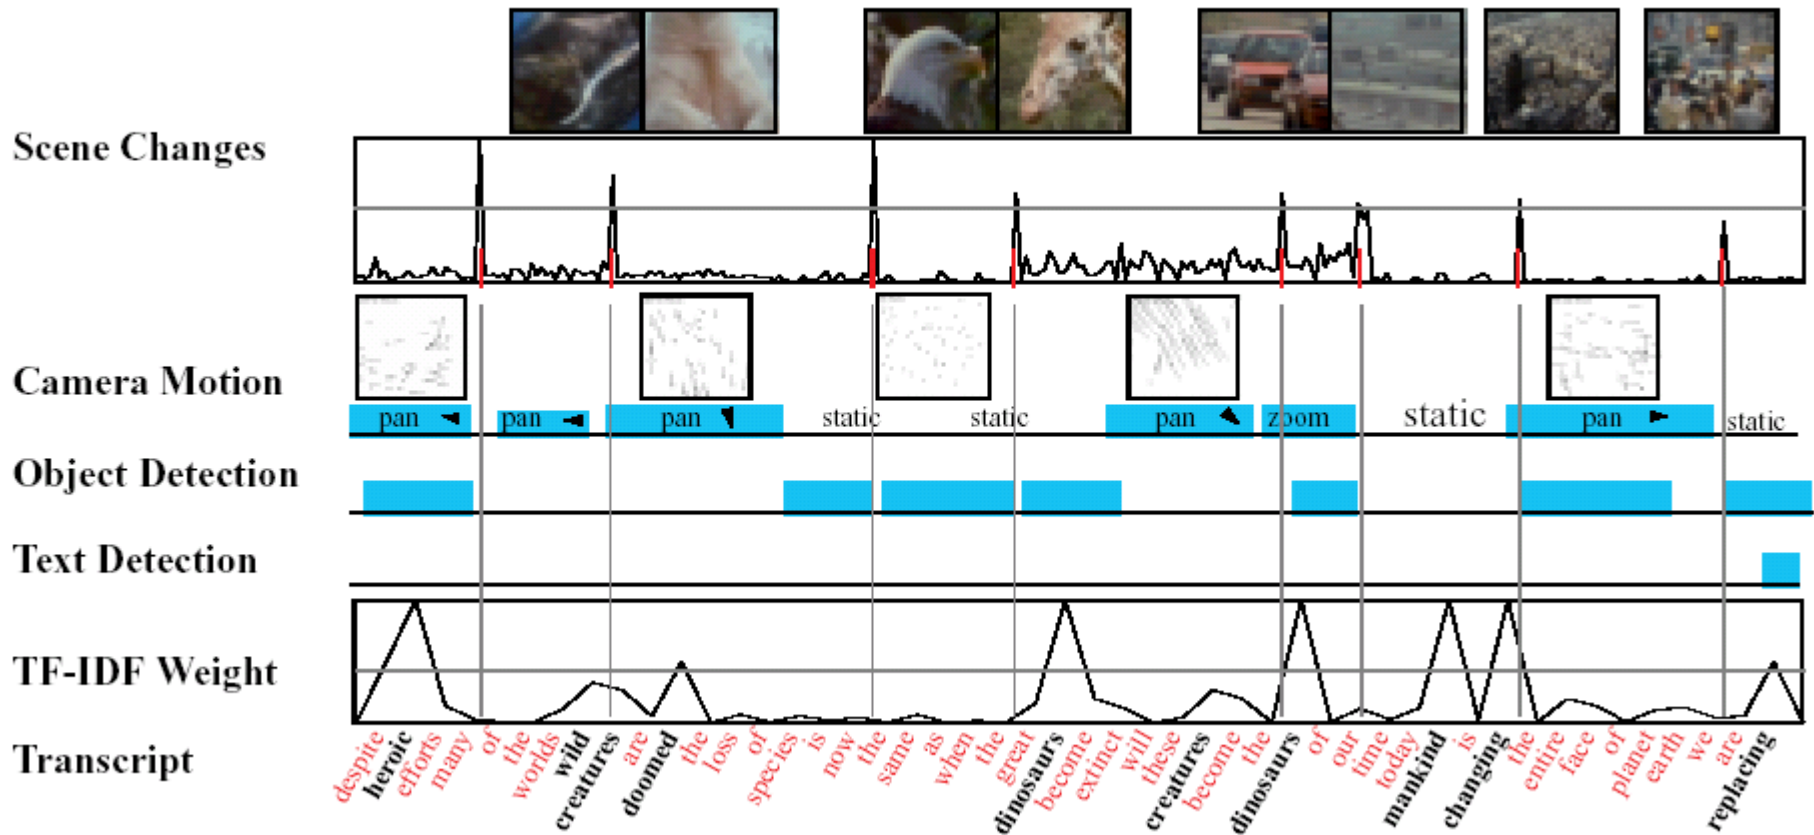 Scene Changes
Camera Motion
pan pan pan static static pan zoom static pan static
Object Detection
Text Detection
TF-IDF Weight
Transcript
despite heroic efforts many of the worlds wild creatures are doomed the loss of species is now the same as when the great dinosaurs become extinct will these creatures become the dinosaurs of our time today mankind is changing the entire face of planet earth we are replacing